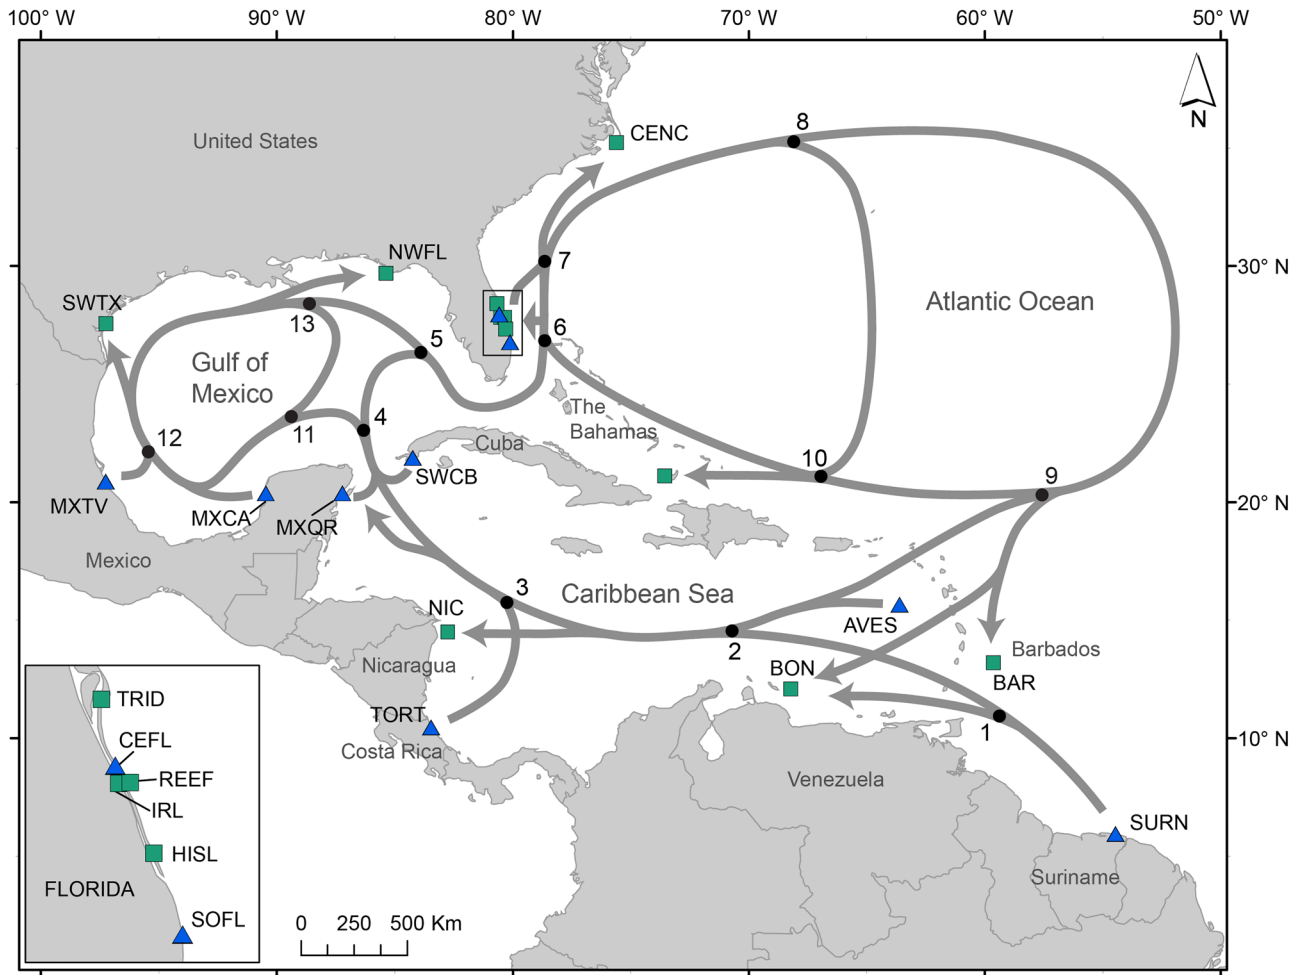 100° W
90° W
80° W
70° W
60° W
50° W
N
8
CENC
United States
NWFL
7
30° N
SWTX
13
Atlantic Ocean
6
5
Gulf of
Mexico
The
Bahamas
4
11
12
Cuba
10
9
SWCB
MXTV
MXCA
MXQR
20° N
Mexico
3
Caribbean Sea
NIC
AVES
2
Barbados
Nicaragua
BON
BAR
TORT
1
10° N
Costa Rica
Venezuela
TRID
CEFL
REEF
IRL
HISL
FLORIDA
SOFL
SURN
Suriname
0 250 500 Km